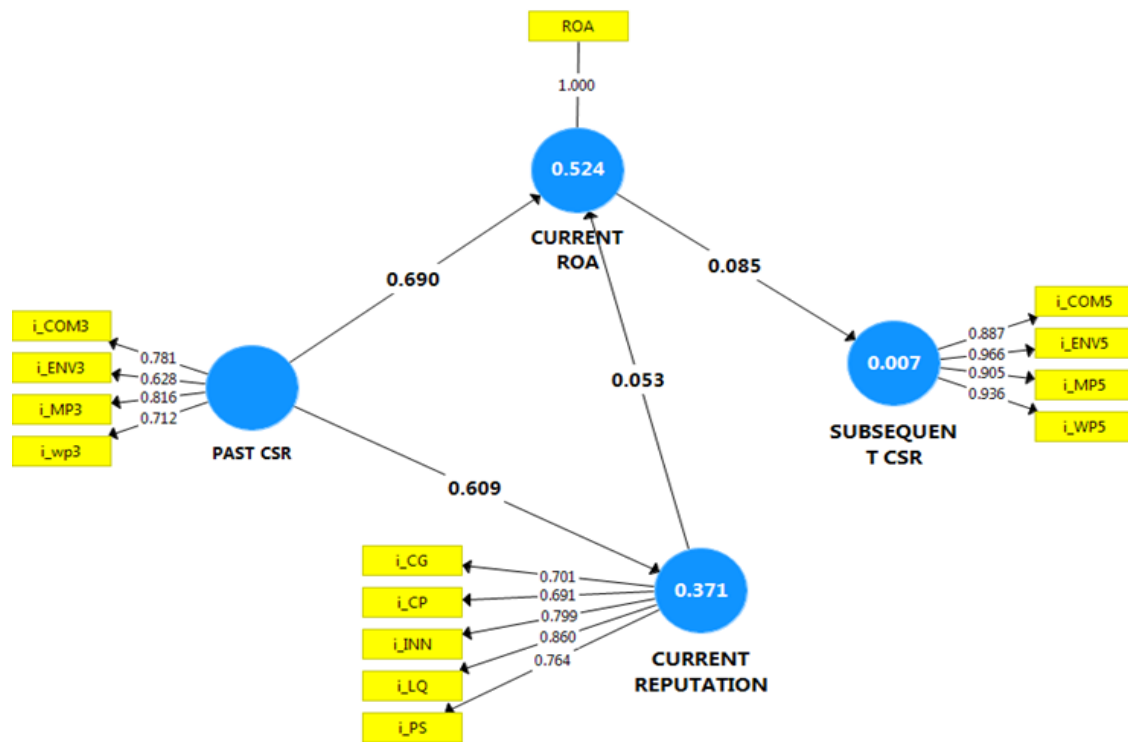 ROA
1.000
0.524
CURRENT
ROA
0.690
0.085
i_COM3
i_ENV3
i_MP3
i_wp3
0.781
0.628
0.816
0.712
PAST CSR
0.053
0.007
SUBSEQUEN
T CSR
0.887
0.966
0.905
0.936
i_COM5
i_ENV5
i_MP5
i_WP5
0.609
i_CG
i_CP
i_INN
i_LQ
i_PS
0.701
0.691
0.799
0.860
0.764
0.371
CURRENT
REPUTATION